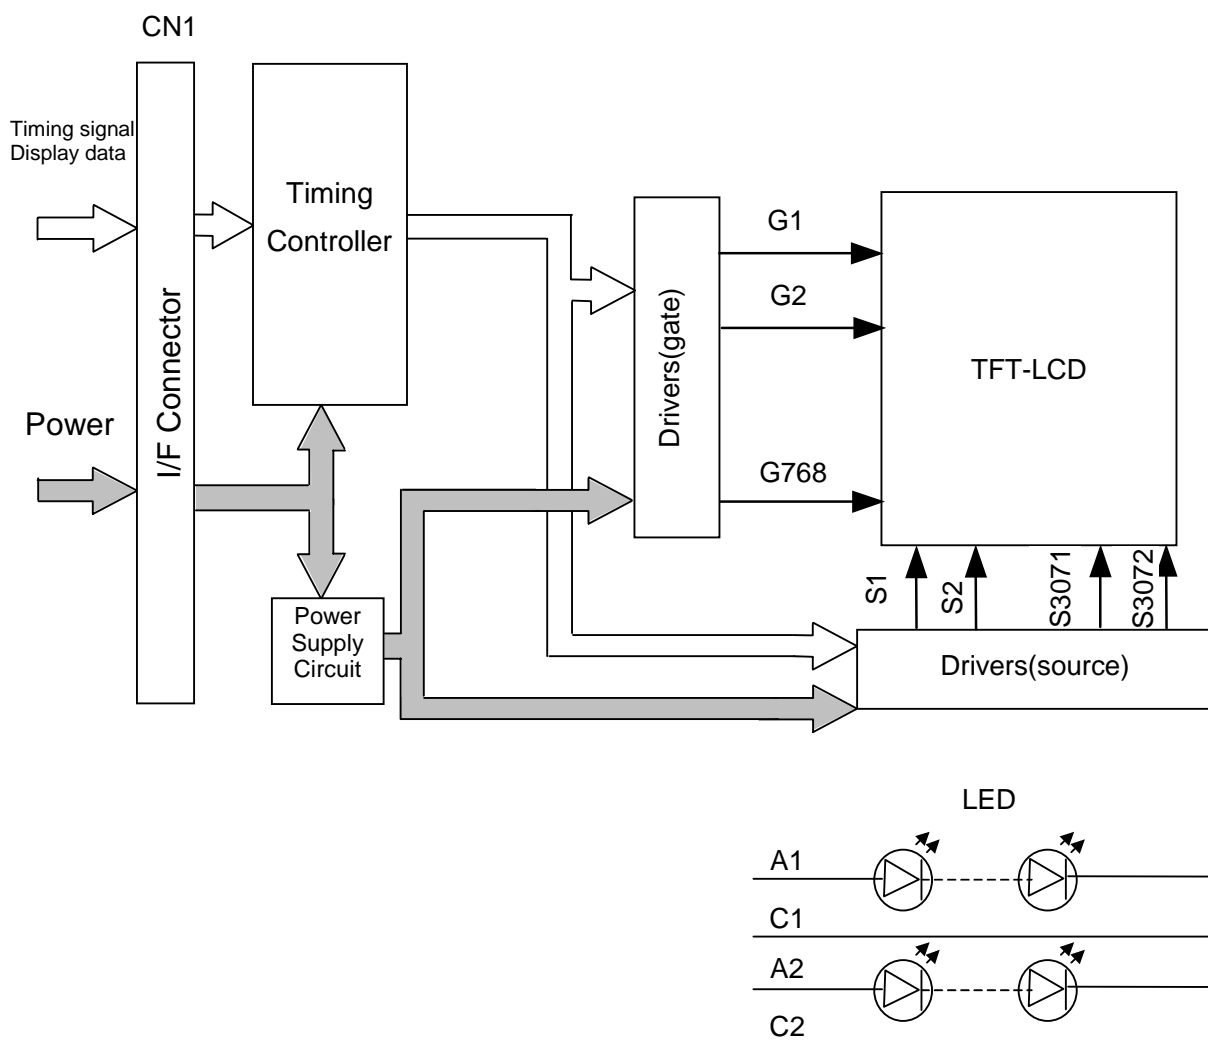 CN1
Timing signal
Display data
Power
I/F Connector
Timing
Controller
Power
Supply
Circuit
Drivers(gate)
G1
G2
G768
TFT-LCD
S1
S2
S3071
S3072
Drivers(source)
LED
A1
C1
A2
C2